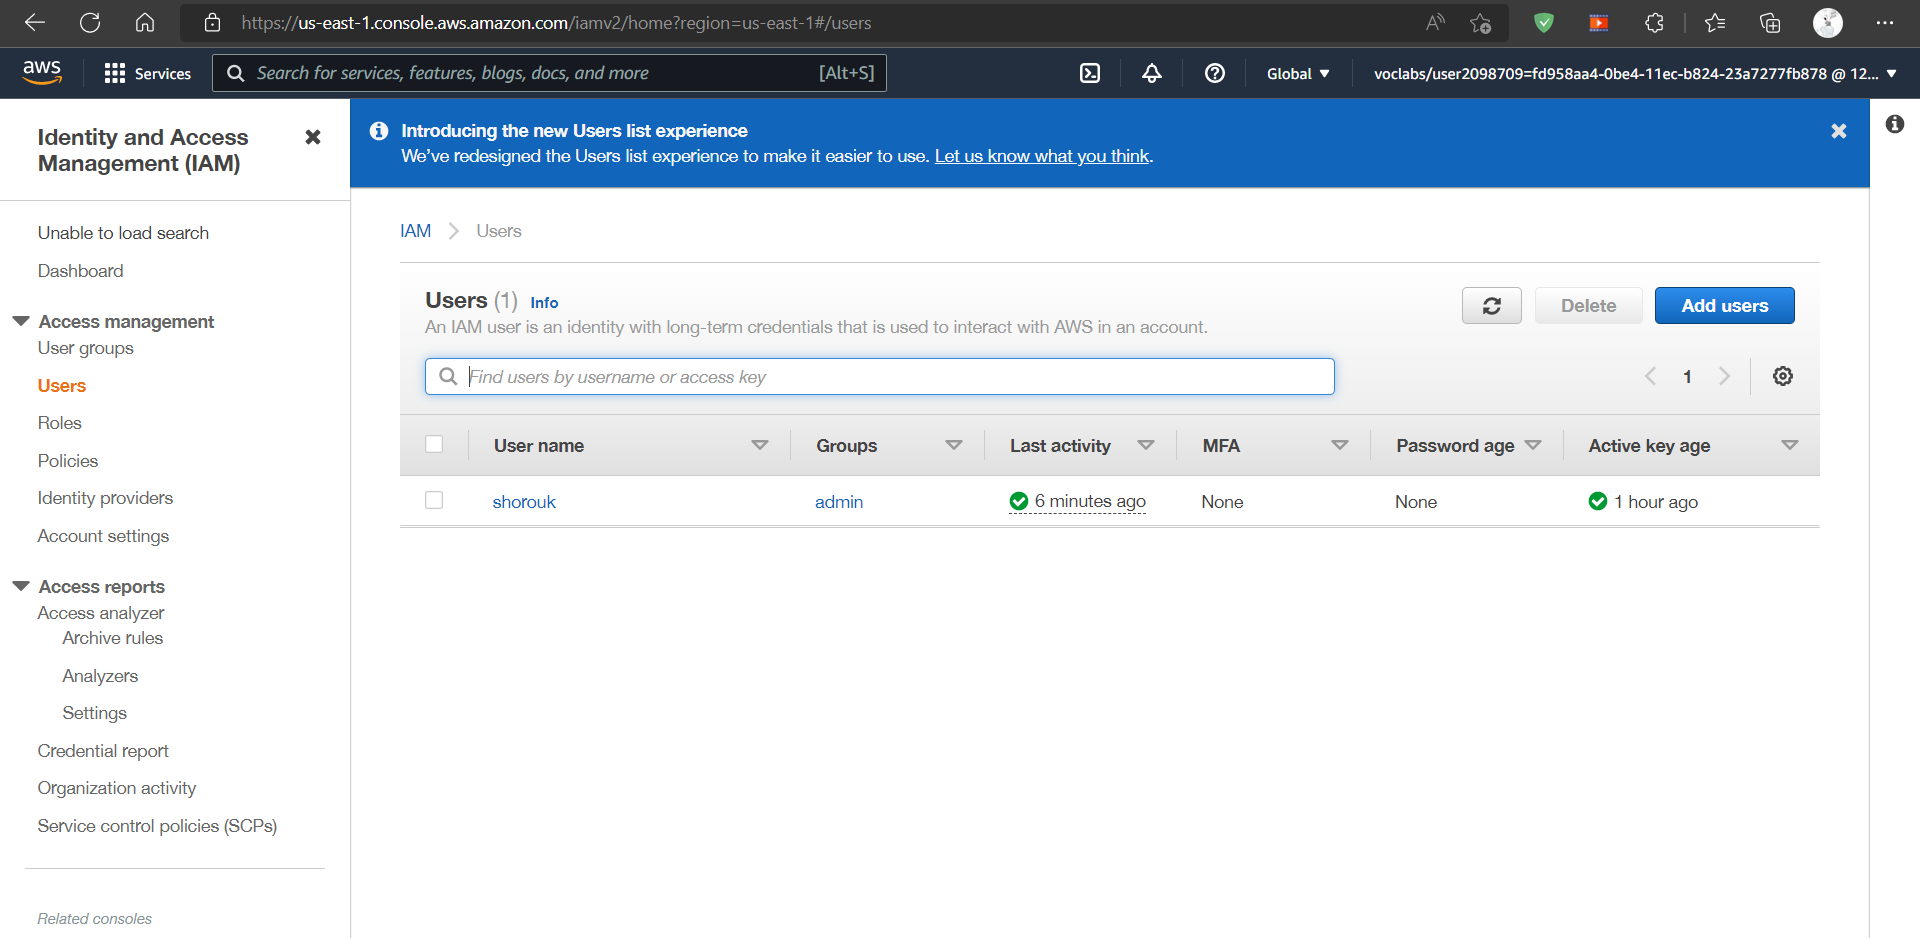 https://us-east-1.console.aws.amazon.com/iamv2/home?region=us-east-1#/users
aws
Services
Search for services, features, blogs, docs, and more
[Alt+S]
Global
voclabs/user2098709=fd958aa4-0be4-11ec-b824-23a7277fb878 @ 12...
Identity and Access
Management (IAM)
Unable to load search
Dashboard
Access management
User groups
Users
Roles
Policies
Identity providers
Account settings
Access reports
Access analyzer
Archive rules
Analyzers
Settings
Credential report
Organization activity
Service control policies (SCPs)
Related consoles
Introducing the new Users list experience
We've redesigned the Users list experience to make it easier to use. Let us know what you think.
IAM
Users
Users (1) Info
An IAM user is an identity with long-term credentials that is used to interact with AWS in an account.
Delete
Add users
Find users by username or access key
1
User name Groups Last activity MFA Password age Active key age
shorouk admin 6 minutes ago None None 1 hour ago